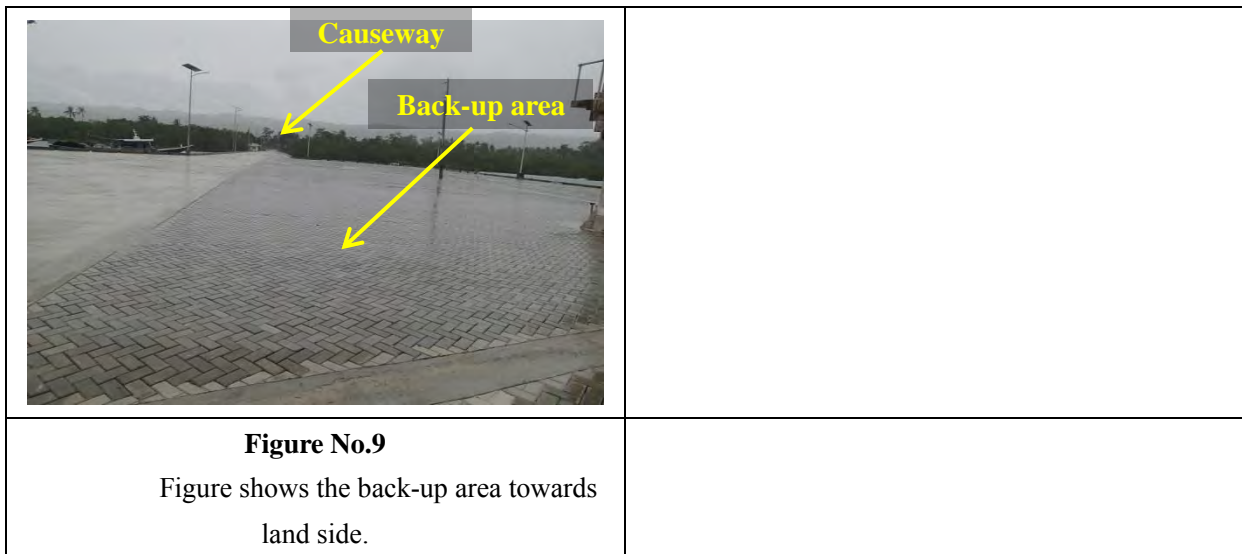 Causeway
Back-up area
Figure No.9
Figure shows the back-up area towards
land side.